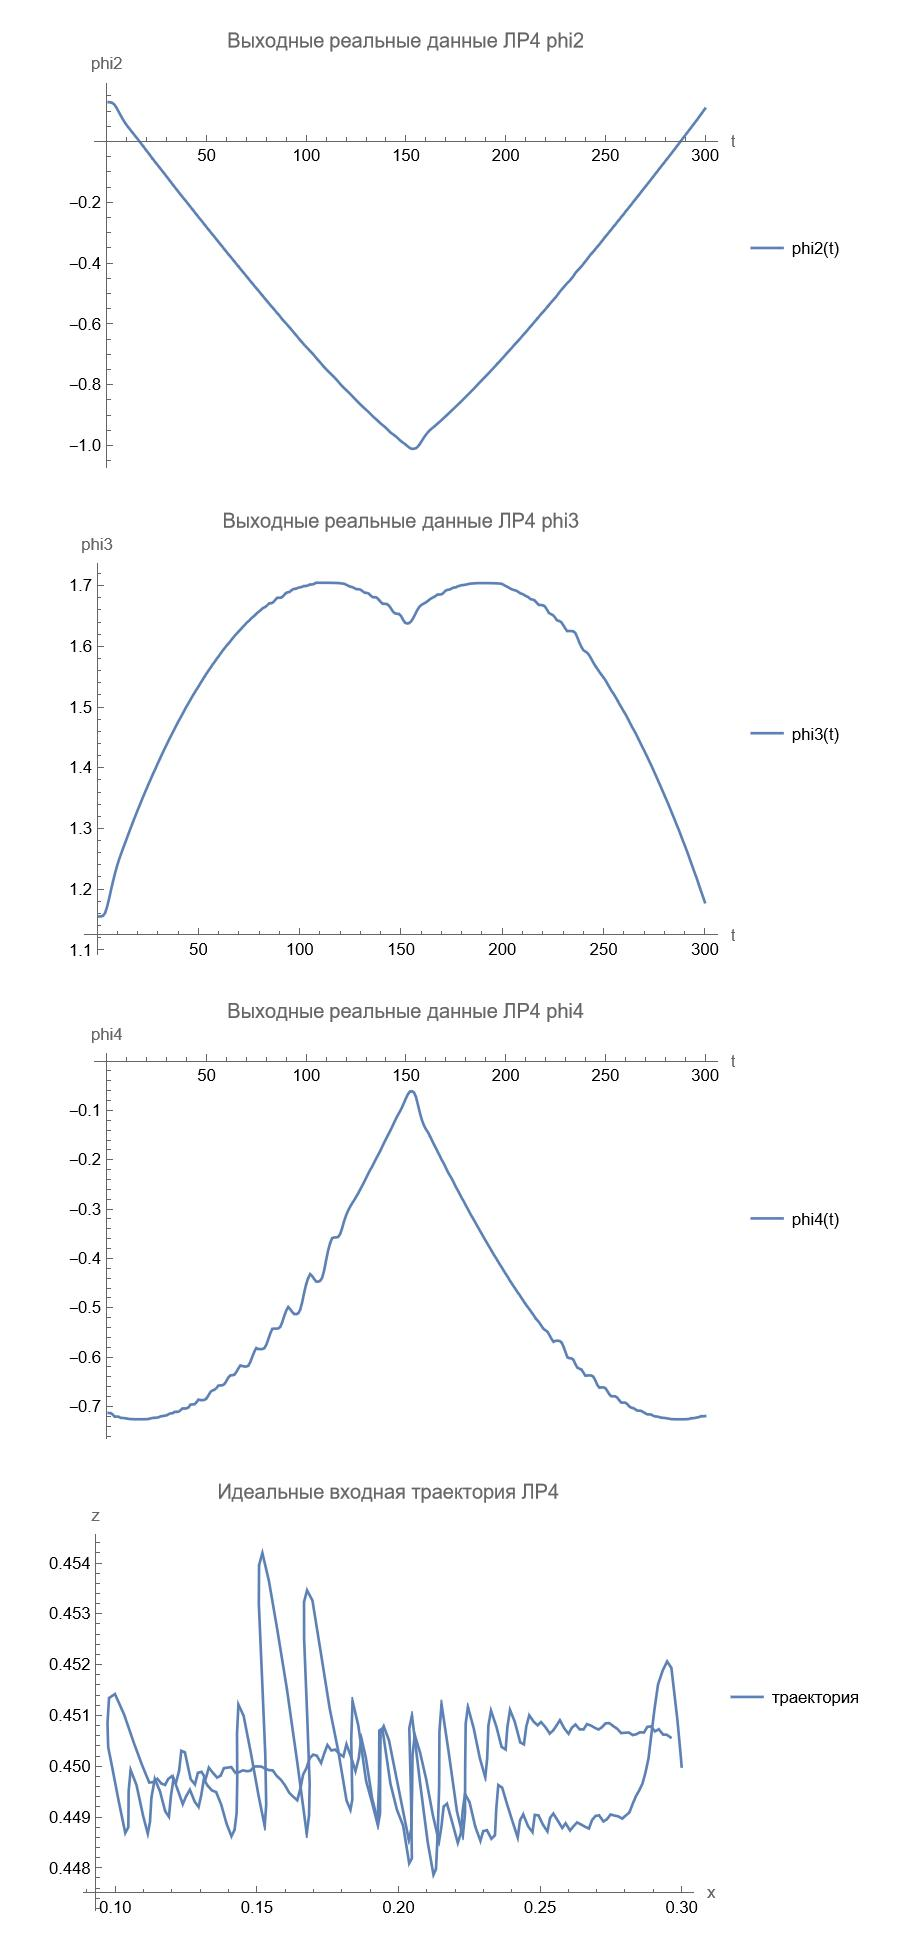 Выходные реальные данные ЛР4 phi2
phi2
50 100 150 200 250 300 t
–0.2
–0.4
–0.6
–0.8
–1.0
phi2(t)
Выходные реальные данные ЛР4 phi3
phi3
1.7
1.6
1.5
1.4
1.3
1.2
1.1
50 100 150 200 250 300 t
phi3(t)
Выходные реальные данные ЛР4 phi4
phi4
50 100 150 200 250 300 t
–0.1
–0.2
–0.3
–0.4
–0.5
–0.6
–0.7
phi4(t)
Идеальные входная траектория ЛР4
z
0.454
0.453
0.452
0.451
0.450
0.449
0.448
0.10 0.15 0.20 0.25 0.30 x
траектория